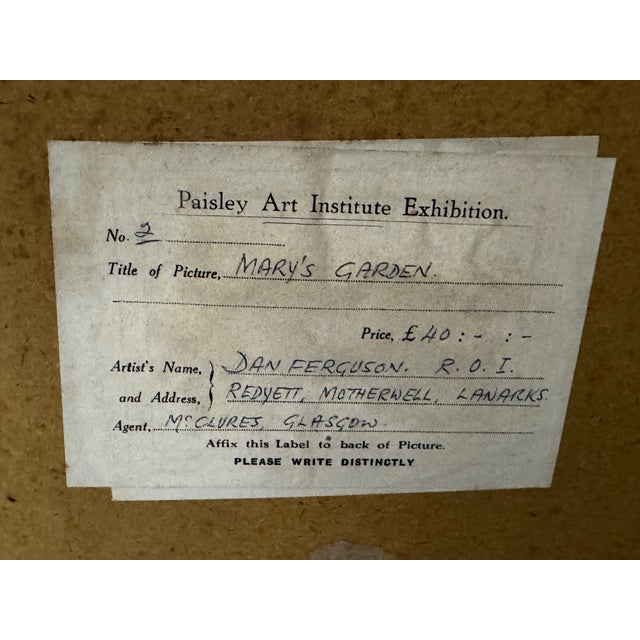 Paisley Art Institute Exhibition.
No. 2
Title of Picture, MARY'S GARDEN.
Price, £40:-:-
Artist's Name, DAN FERGUSON. R.O.I.
and Address, REDYETT, MOTHERWELL, LANARKS.
Agent, McCLURES, GLASGOW.
Affix this Label to back of Picture.
PLEASE WRITE DISTINCTLY